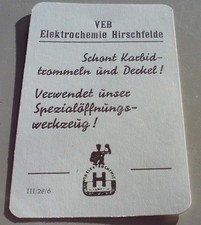 VEB
Elektrochemie Hirschfelde
Schont Karbid-
trommeln und Deckel!
Verwendet unser
Spezialöffnungs-
werkzeug!
H